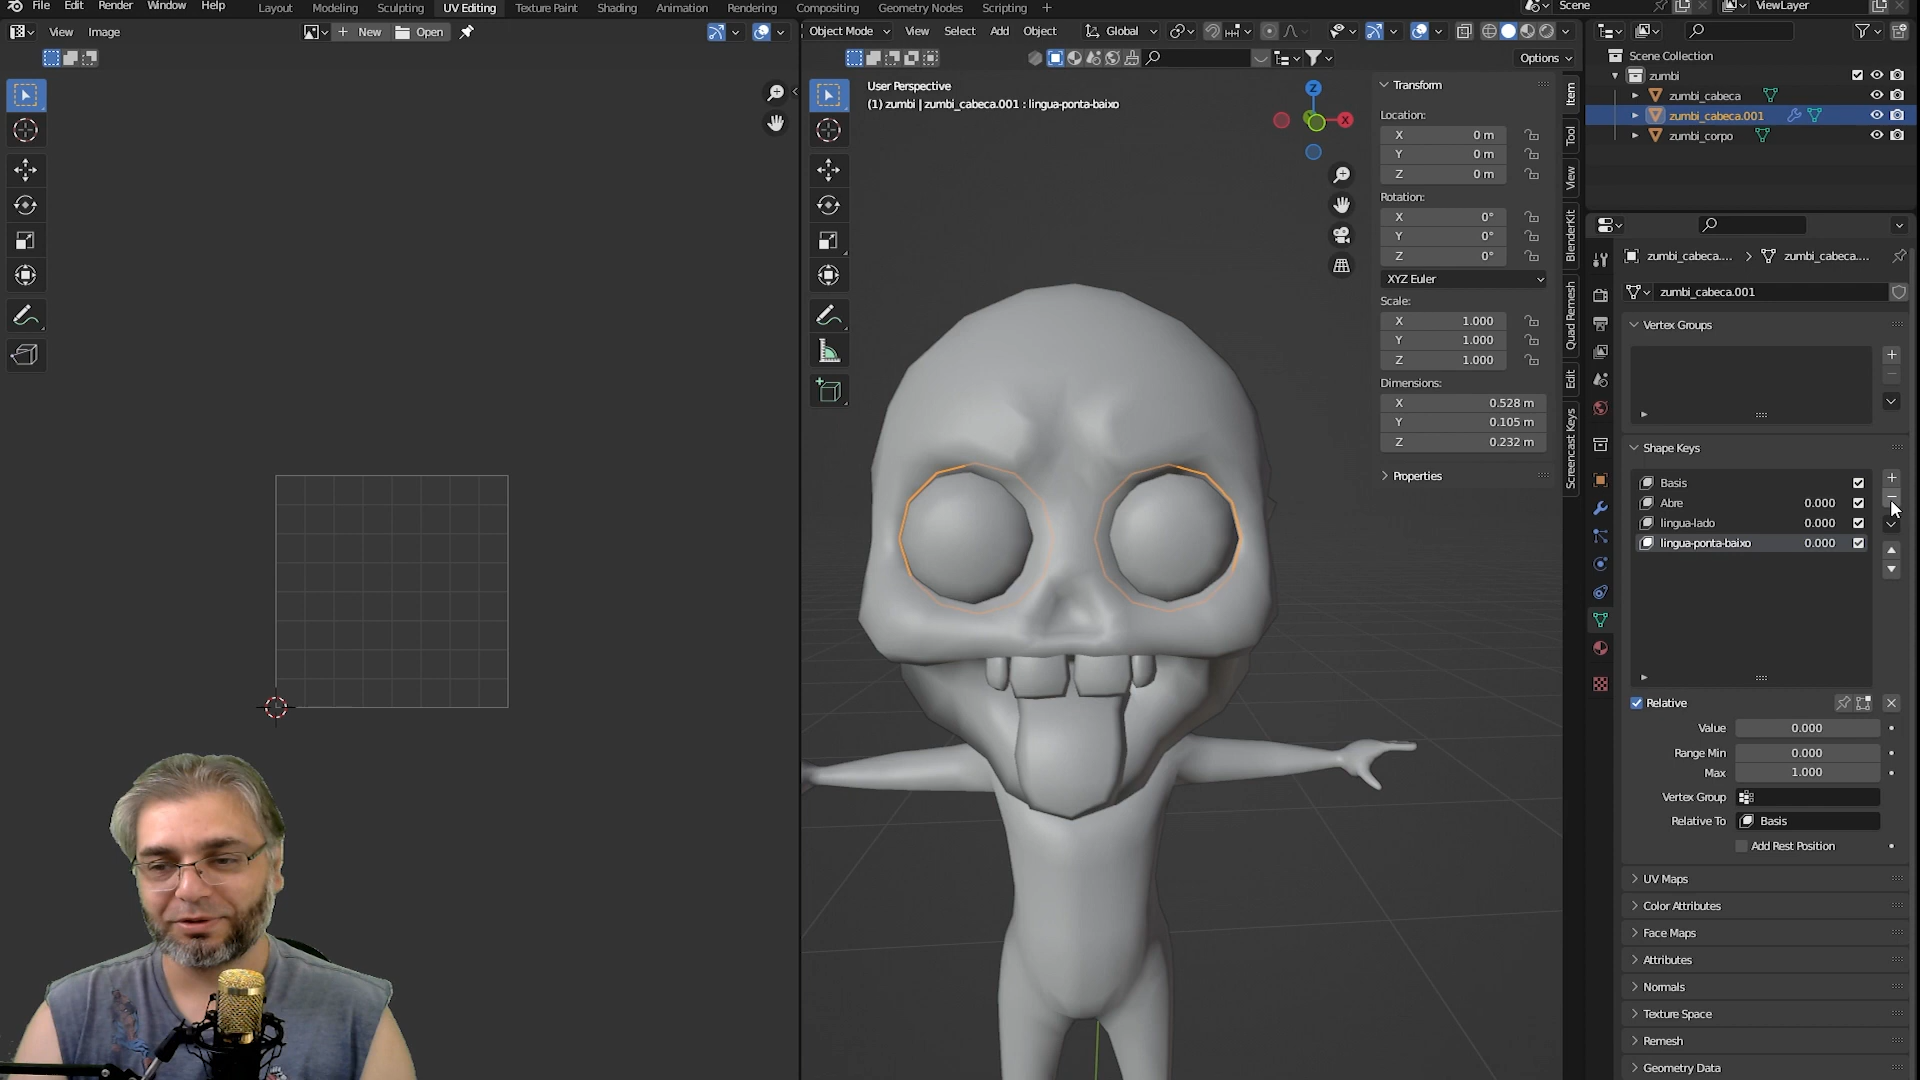 File Edit Render Window Help
Layout Modeling Sculpting UV Editing Texture Paint Shading Animation Rendering Compositing Geometry Nodes Scripting +
Scene ViewLayer
View Image New Open
Object Mode View Select Add Object Global
Options
User Perspective
(1) zumbi | zumbi_cabeca.001 : lingua-ponta-baixo
Z
X
Transform
Location:
X 0 m
Y 0 m
Z 0 m
Rotation:
X 0°
Y 0°
Z 0°
XYZ Euler
Scale:
X 1.000
Y 1.000
Z 1.000
Dimensions:
X 0.528 m
Y 0.105 m
Z 0.232 m
Properties
Item
Tool
View
BlenderKit
Quad Remesh
Edit
Screencast Keys
Scene Collection
zumbi
zumbi_cabeca
zumbi_cabeca.001
zumbi_corpo
zumbi_cabeca.... zumbi_cabeca....
zumbi_cabeca.001
Vertex Groups
Shape Keys
Basis
Abre 0.000
lingua-lado 0.000
lingua-ponta-baixo 0.000
Relative
Value 0.000
Range Min 0.000
Max 1.000
Vertex Group
Relative To Basis
Add Rest Position
UV Maps
Color Attributes
Face Maps
Attributes
Normals
Texture Space
Remesh
Geometry Data